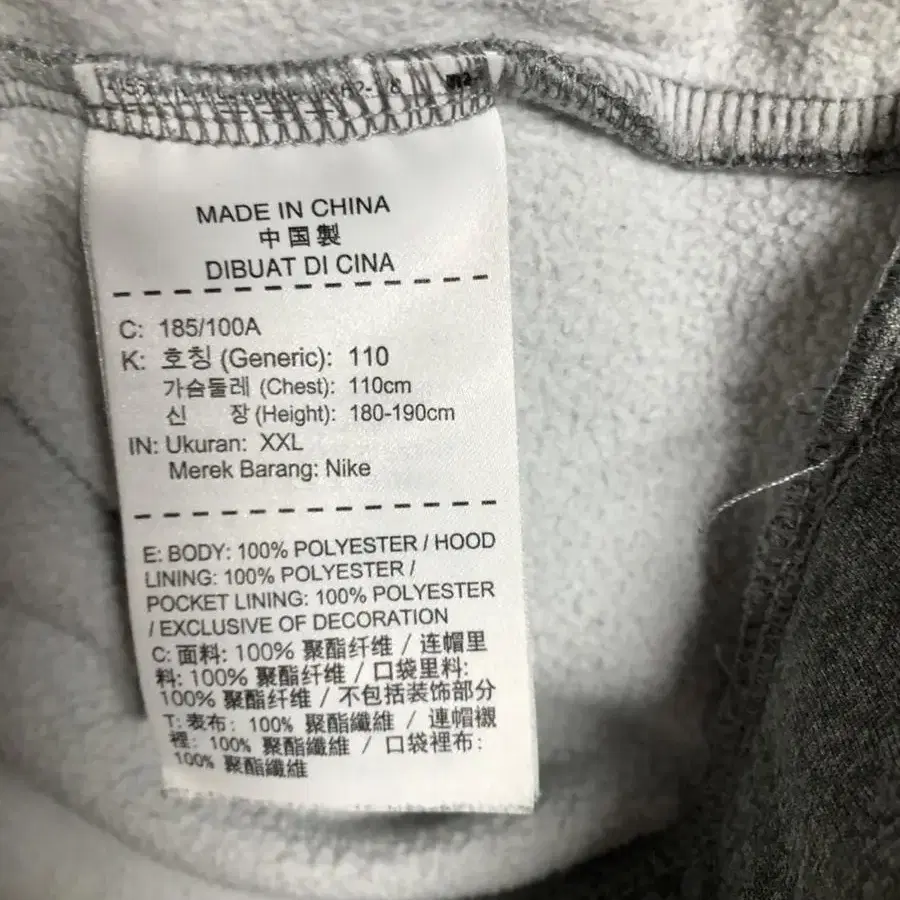 MADE IN CHINA
中国製
DIBUAT DI CINA
C: 185/100A
K: 호칭 (Generic): 110
가슴둘레 (Chest): 110cm
신 장 (Height): 180-190cm
IN: Ukuran: XXL
Merek Barang: Nike
E: BODY: 100% POLYESTER / HOOD
LINING: 100% POLYESTER /
POCKET LINING: 100% POLYESTER
/ EXCLUSIVE OF DECORATION
C: 面料: 100% 聚酯纤维 / 连帽里
料: 100% 聚酯纤维 / 口袋里料:
100% 聚酯纤维 / 不包括装饰部分
T: 表布: 100% 聚酯纖維 / 連帽襯
裡: 100% 聚酯纖維 / 口袋裡布:
100% 聚酯纖維